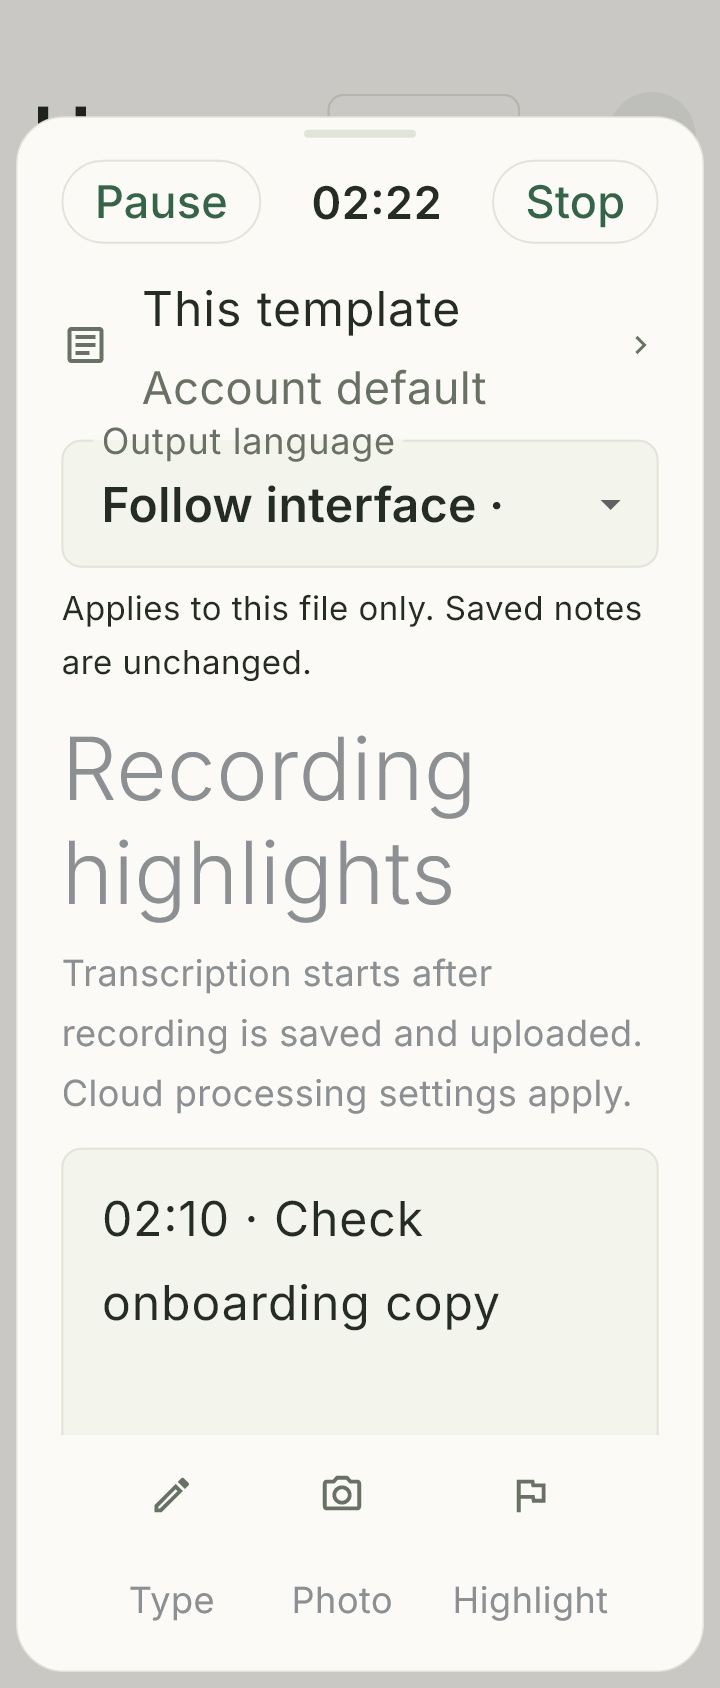 Pause 02:22 Stop
This template
Account default
Output language
Follow interface ·
Applies to this file only. Saved notes
are unchanged.
Recording
highlights
Transcription starts after
recording is saved and uploaded.
Cloud processing settings apply.
02:10 · Check
onboarding copy
Type Photo Highlight